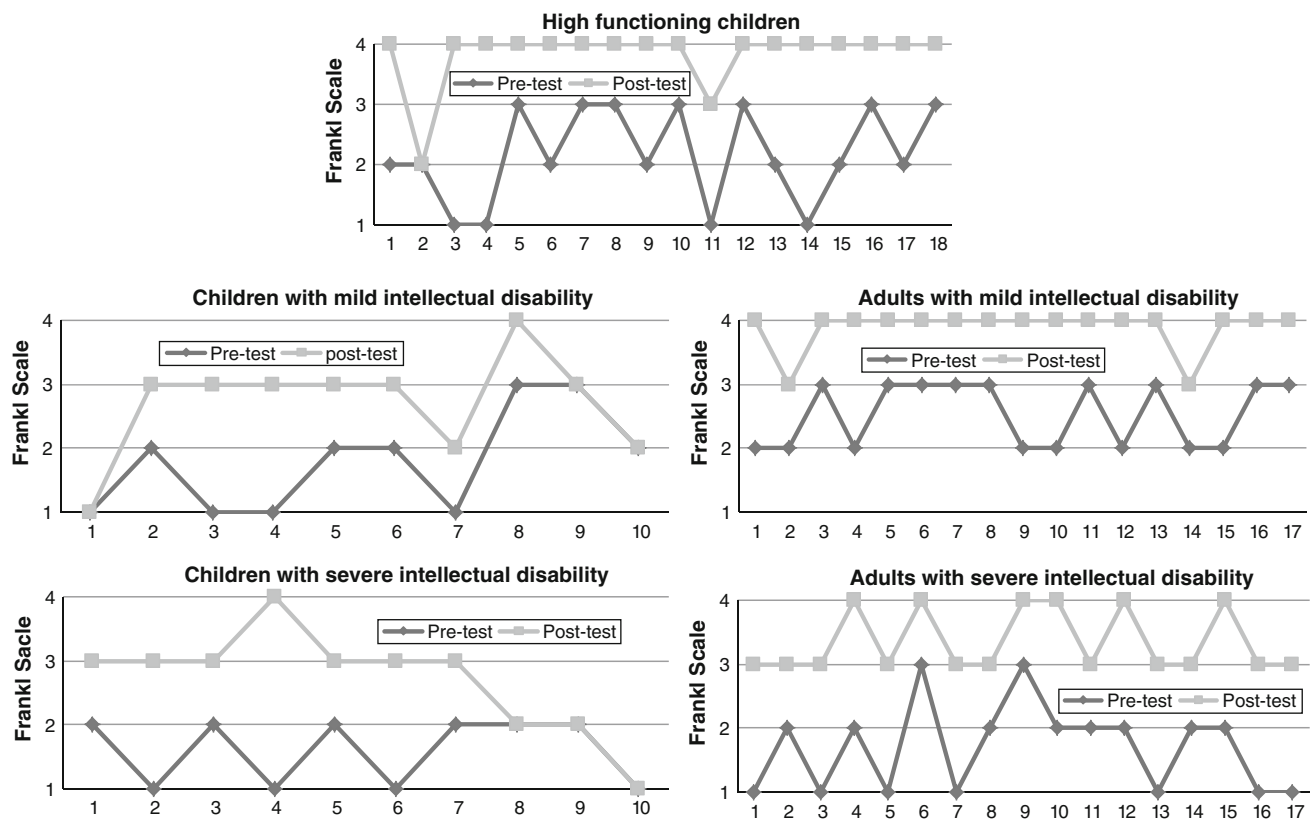 High functioning children
Frankl Scale
4
3
2
1
Pre-test Post-test
1 2 3 4 5 6 7 8 9 10 11 12 13 14 15 16 17 18
Children with mild intellectual disability
Frankl Scale
4
3
2
1
Pre-test post-test
1 2 3 4 5 6 7 8 9 10
Adults with mild intellectual disability
Frankl Scale
4
3
2
1
Pre-test Post-test
1 2 3 4 5 6 7 8 9 10 11 12 13 14 15 16 17
Children with severe intellectual disability
Frankl Sacle
4
3
2
1
Pre-test Post-test
1 2 3 4 5 6 7 8 9 10
Adults with severe intellectual disability
Frankl Scale
4
3
2
1
Pre-test Post-test
1 2 3 4 5 6 7 8 9 10 11 12 13 14 15 16 17